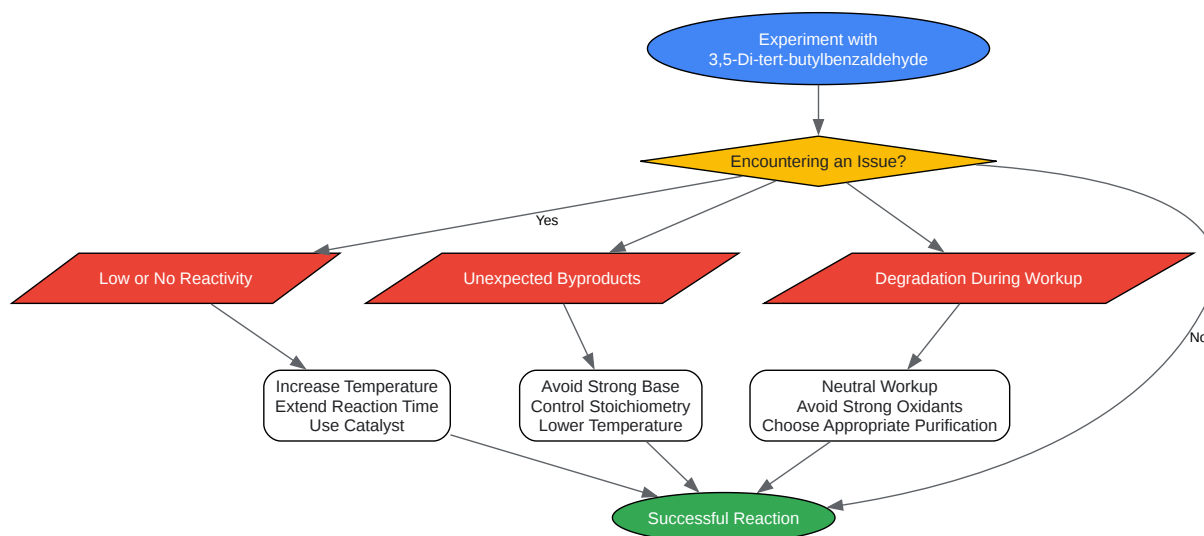 Experiment with
3,5-Di-tert-butylbenzaldehyde
Encountering an Issue?
Yes
Low or No Reactivity
Unexpected Byproducts
Degradation During Workup
No
Increase Temperature
Extend Reaction Time
Use Catalyst
Avoid Strong Base
Control Stoichiometry
Lower Temperature
Neutral Workup
Avoid Strong Oxidants
Choose Appropriate Purification
Successful Reaction